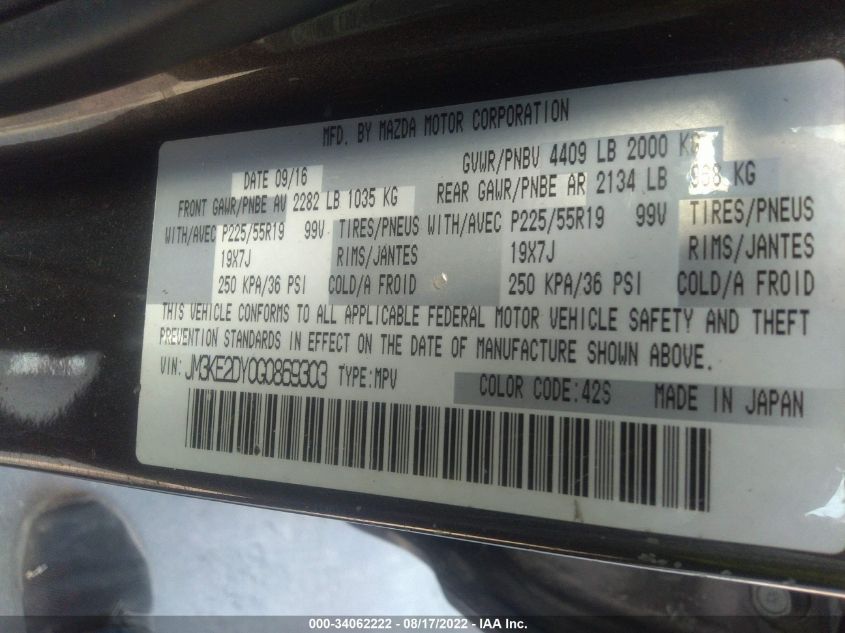 MFD. BY MAZDA MOTOR CORPORATION
DATE 09/16 GVWR/PNBV 4409 LB 2000 KG
FRONT GAWR/PNBE AV 2282 LB 1035 KG REAR GAWR/PNBE AR 2134 LB 968 KG
WITH/AVEC P225/55R19 99V TIRES/PNEUS WITH/AVEC P225/55R19 99V TIRES/PNEUS
19X7J RIMS/JANTES 19X7J RIMS/JANTES
250 KPA/36 PSI COLD/A FROID 250 KPA/36 PSI COLD/A FROID
THIS VEHICLE CONFORMS TO ALL APPLICABLE FEDERAL MOTOR VEHICLE SAFETY AND THEFT
PREVENTION STANDARDS IN EFFECT ON THE DATE OF MANUFACTURE SHOWN ABOVE.
VIN: JM3KE2DY0G0869303 TYPE:MPV COLOR CODE:42S MADE IN JAPAN
000-34062222 - 08/17/2022 - IAA Inc.